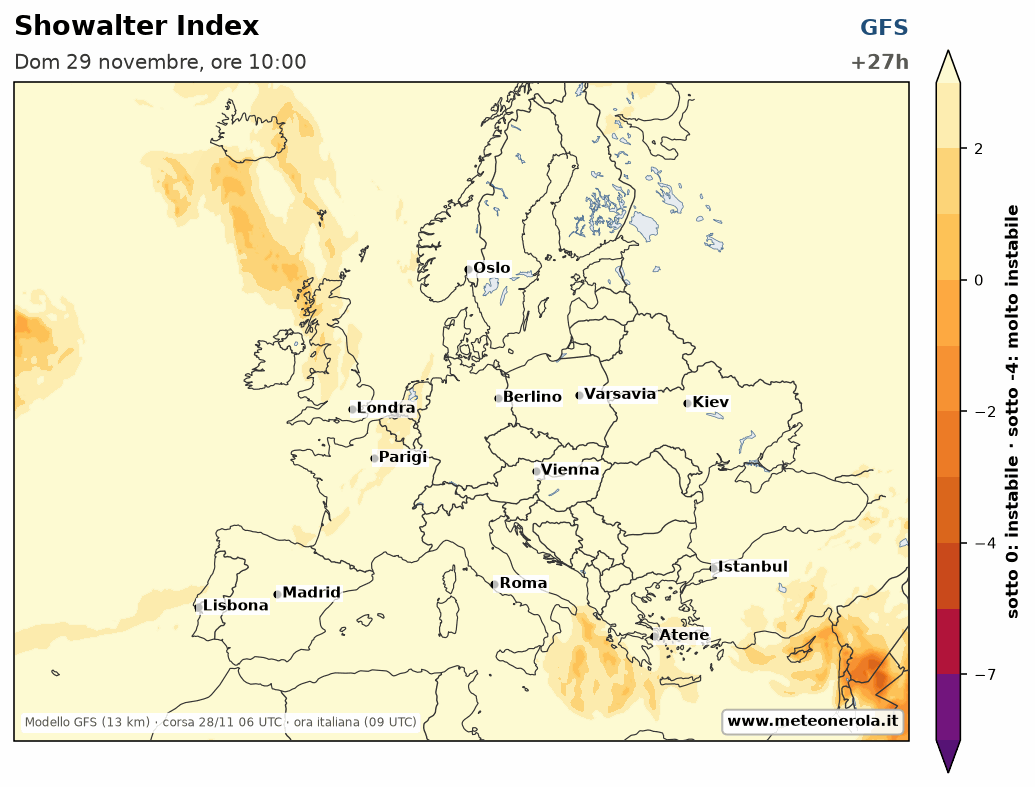 Showalter Index
GFS
Dom 29 novembre, ore 10:00
+27h
Oslo
Londra
Berlino
Varsavia
Kiev
Parigi
Vienna
Istanbul
Roma
Madrid
Lisbona
Atene
Modello GFS (13 km) · corsa 28/11 06 UTC · ora italiana (09 UTC)
www.meteonerola.it
2
0
−2
−4
−7
sotto 0: instabile · sotto -4: molto instabile